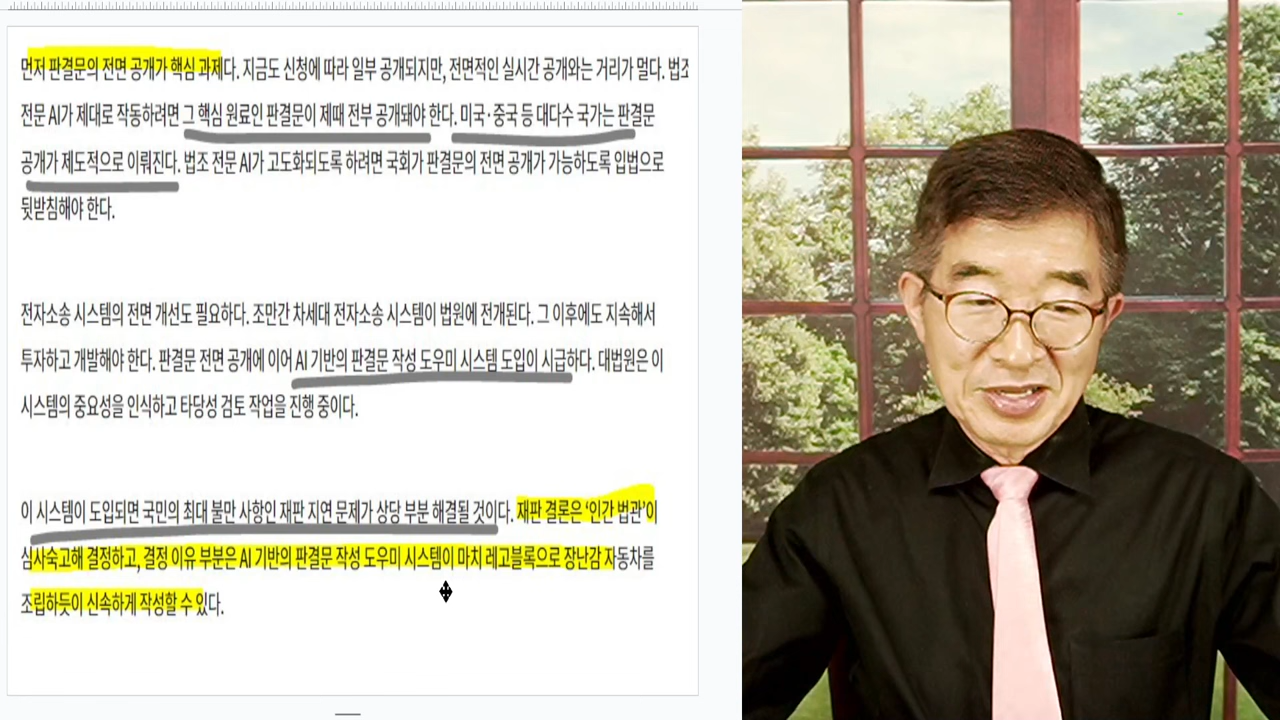 먼저 판결문의 전면 공개가 핵심 과제다. 지금도 신청에 따라 일부 공개되지만, 전면적인 실시간 공개와는 거리가 멀다. 법조
전문 AI가 제대로 작동하려면 그 핵심 원료인 판결문이 제때 전부 공개돼야 한다. 미국·중국 등 대다수 국가는 판결문
공개가 제도적으로 이뤄진다. 법조 전문 AI가 고도화되도록 하려면 국회가 판결문의 전면 공개가 가능하도록 입법으로
뒷받침해야 한다.
전자소송 시스템의 전면 개선도 필요하다. 조만간 차세대 전자소송 시스템이 법원에 전개된다. 그 이후에도 지속해서
투자하고 개발해야 한다. 판결문 전면 공개에 이어 AI 기반의 판결문 작성 도우미 시스템 도입이 시급하다. 대법원은 이
시스템의 중요성을 인식하고 타당성 검토 작업을 진행 중이다.
이 시스템이 도입되면 국민의 최대 불만 사항인 재판 지연 문제가 상당 부분 해결될 것이다. 재판 결론은 ‘인간 법관’이
심사숙고해 결정하고, 결정 이유 부분은 AI 기반의 판결문 작성 도우미 시스템이 마치 레고블록으로 장난감 자동차를
조립하듯이 신속하게 작성할 수 있다.